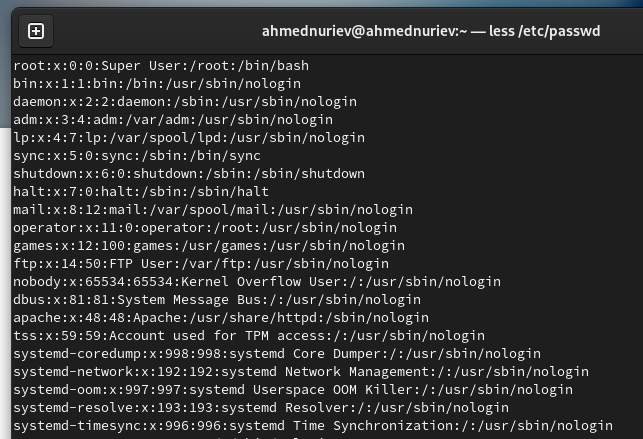 ahmednuriev@ahmednuriev:~ — less /etc/passwd
root:x:0:0:Super User:/root:/bin/bash
bin:x:1:1:bin:/bin:/usr/sbin/nologin
daemon:x:2:2:daemon:/sbin:/usr/sbin/nologin
adm:x:3:4:adm:/var/adm:/usr/sbin/nologin
lp:x:4:7:lp:/var/spool/lpd:/usr/sbin/nologin
sync:x:5:0:sync:/sbin:/bin/sync
shutdown:x:6:0:shutdown:/sbin:/sbin/shutdown
halt:x:7:0:halt:/sbin:/sbin/halt
mail:x:8:12:mail:/var/spool/mail:/usr/sbin/nologin
operator:x:11:0:operator:/root:/usr/sbin/nologin
games:x:12:100:games:/usr/games:/usr/sbin/nologin
ftp:x:14:50:FTP User:/var/ftp:/usr/sbin/nologin
nobody:x:65534:65534:Kernel Overflow User:/:/usr/sbin/nologin
dbus:x:81:81:System Message Bus:/:/usr/sbin/nologin
apache:x:48:48:Apache:/usr/share/httpd:/sbin/nologin
tss:x:59:59:Account used for TPM access:/:/usr/sbin/nologin
systemd-coredump:x:998:998:systemd Core Dumper:/:/usr/sbin/nologin
systemd-network:x:192:192:systemd Network Management:/:/usr/sbin/nologin
systemd-oom:x:997:997:systemd Userspace OOM Killer:/:/usr/sbin/nologin
systemd-resolve:x:193:193:systemd Resolver:/:/usr/sbin/nologin
systemd-timesync:x:996:996:systemd Time Synchronization:/:/usr/sbin/nologin